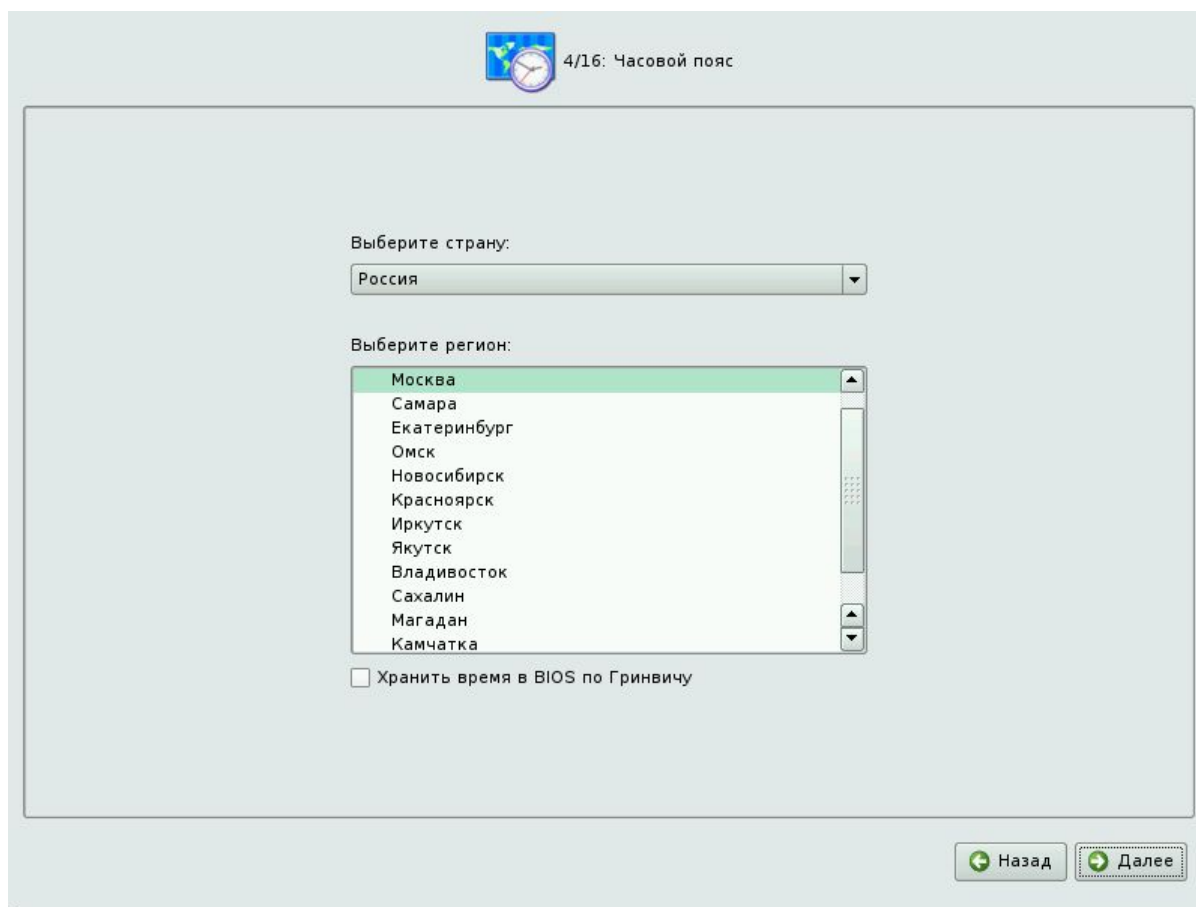 4/16: Часовой пояс
Выберите страну:
Россия
Выберите регион:
Москва
Самара
Екатеринбург
Омск
Новосибирск
Красноярск
Иркутск
Якутск
Владивосток
Сахалин
Магадан
Камчатка
Хранить время в BIOS по Гринвичу
Назад
Далее